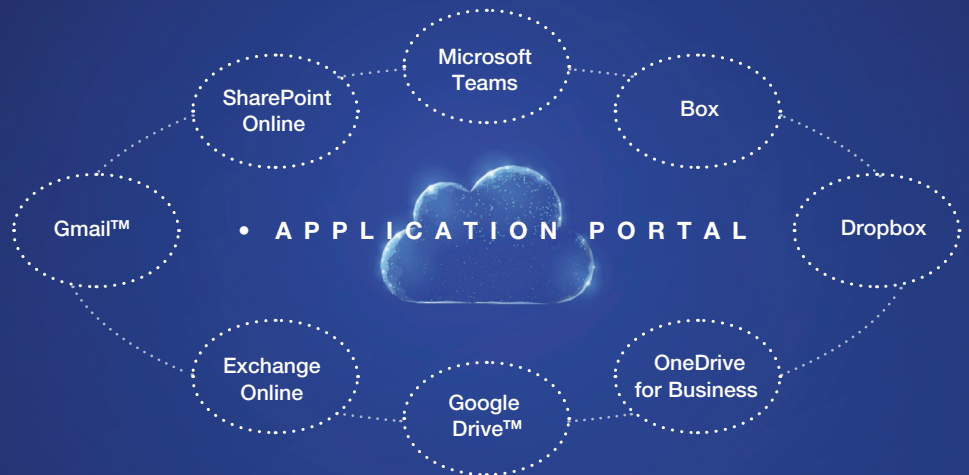 Microsoft
Teams
SharePoint
Online
Box
Gmail™
• APPLICATION PORTAL
Dropbox
Exchange
Online
Google
Drive™
OneDrive
for Business